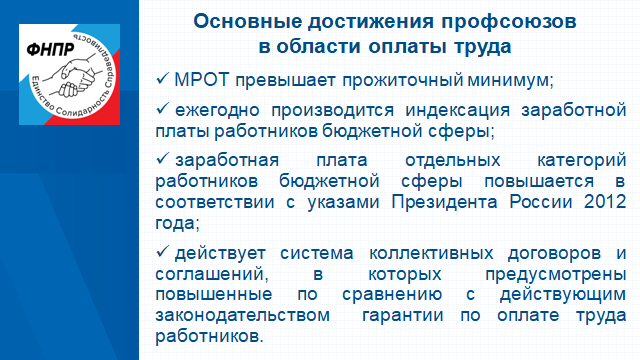 ФНПР
Единство Солидарность Справедливость
Основные достижения профсоюзов
в области оплаты труда
✓ МРОТ превышает прожиточный минимум;
✓ ежегодно производится индексация заработной
платы работников бюджетной сферы;
✓ заработная плата отдельных категорий
работников бюджетной сферы повышается в
соответствии с указами Президента России 2012
года;
✓ действует система коллективных договоров и
соглашений, в которых предусмотрены
повышенные по сравнению с действующим
законодательством гарантии по оплате труда
работников.